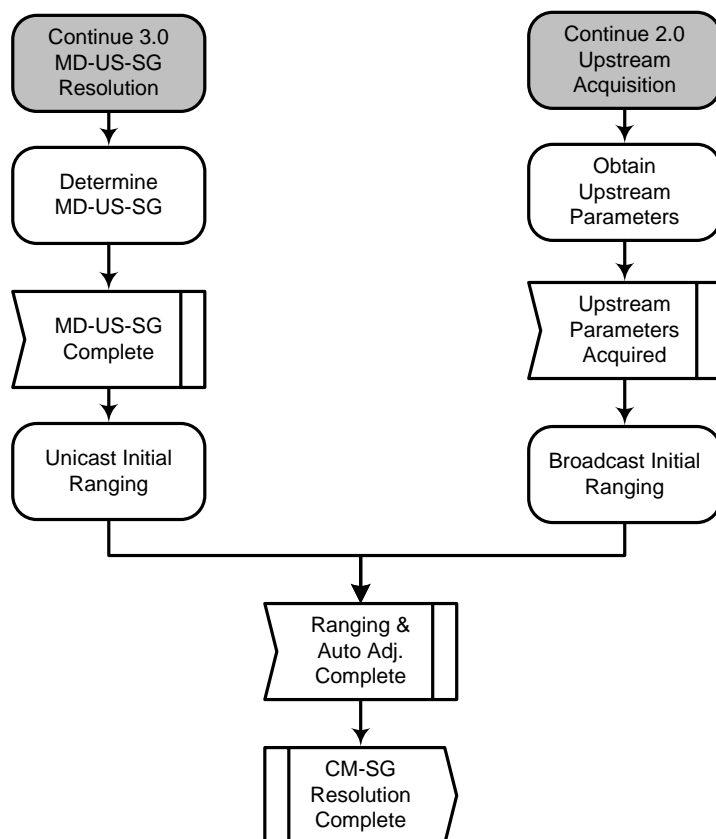 Continue 3.0
MD-US-SG
Resolution
Continue 2.0
Upstream
Acquisition
Determine
MD-US-SG
Obtain
Upstream
Parameters
MD-US-SG
Complete
Upstream
Parameters
Acquired
Unicast Initial
Ranging
Broadcast Initial
Ranging
Ranging &
Auto Adj.
Complete
CM-SG
Resolution
Complete